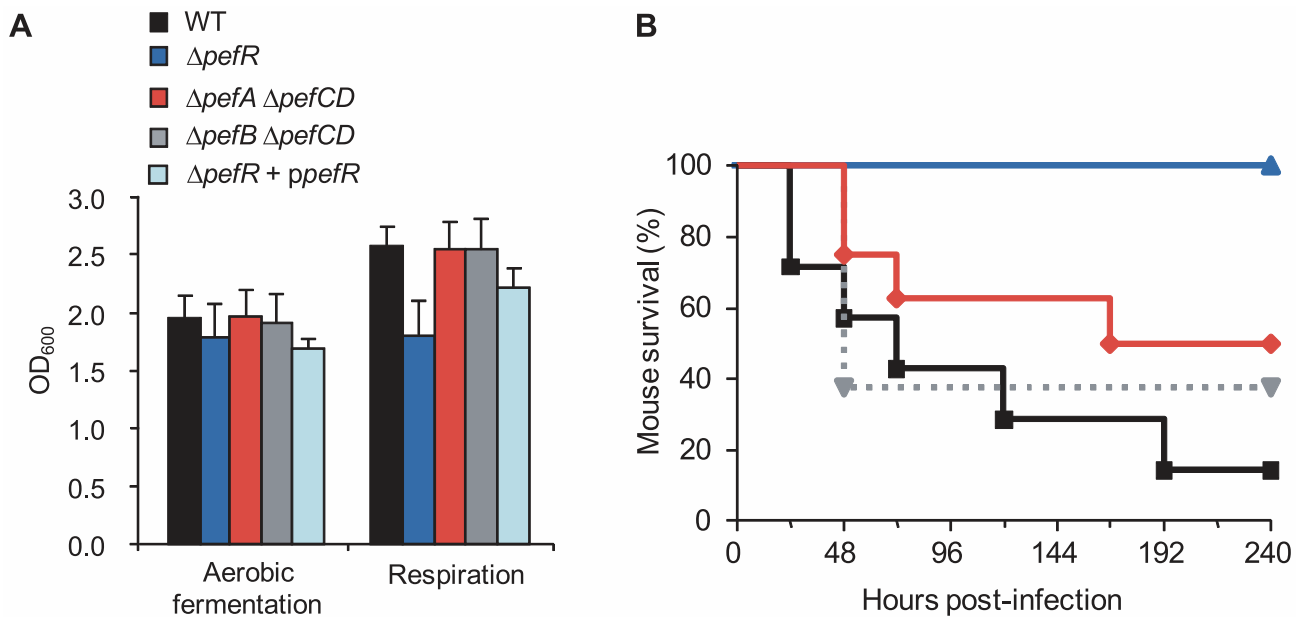 A
WT
ΔpefR
ΔpefA ΔpefCD
ΔpefB ΔpefCD
ΔpefR + ppefR
3.0
2.5
2.0
1.5
1.0
0.5
0.0
OD600
Aerobic
fermentation
Respiration
B
100
80
60
40
20
0
Mouse survival (%)
0 48 96 144 192 240
Hours post-infection